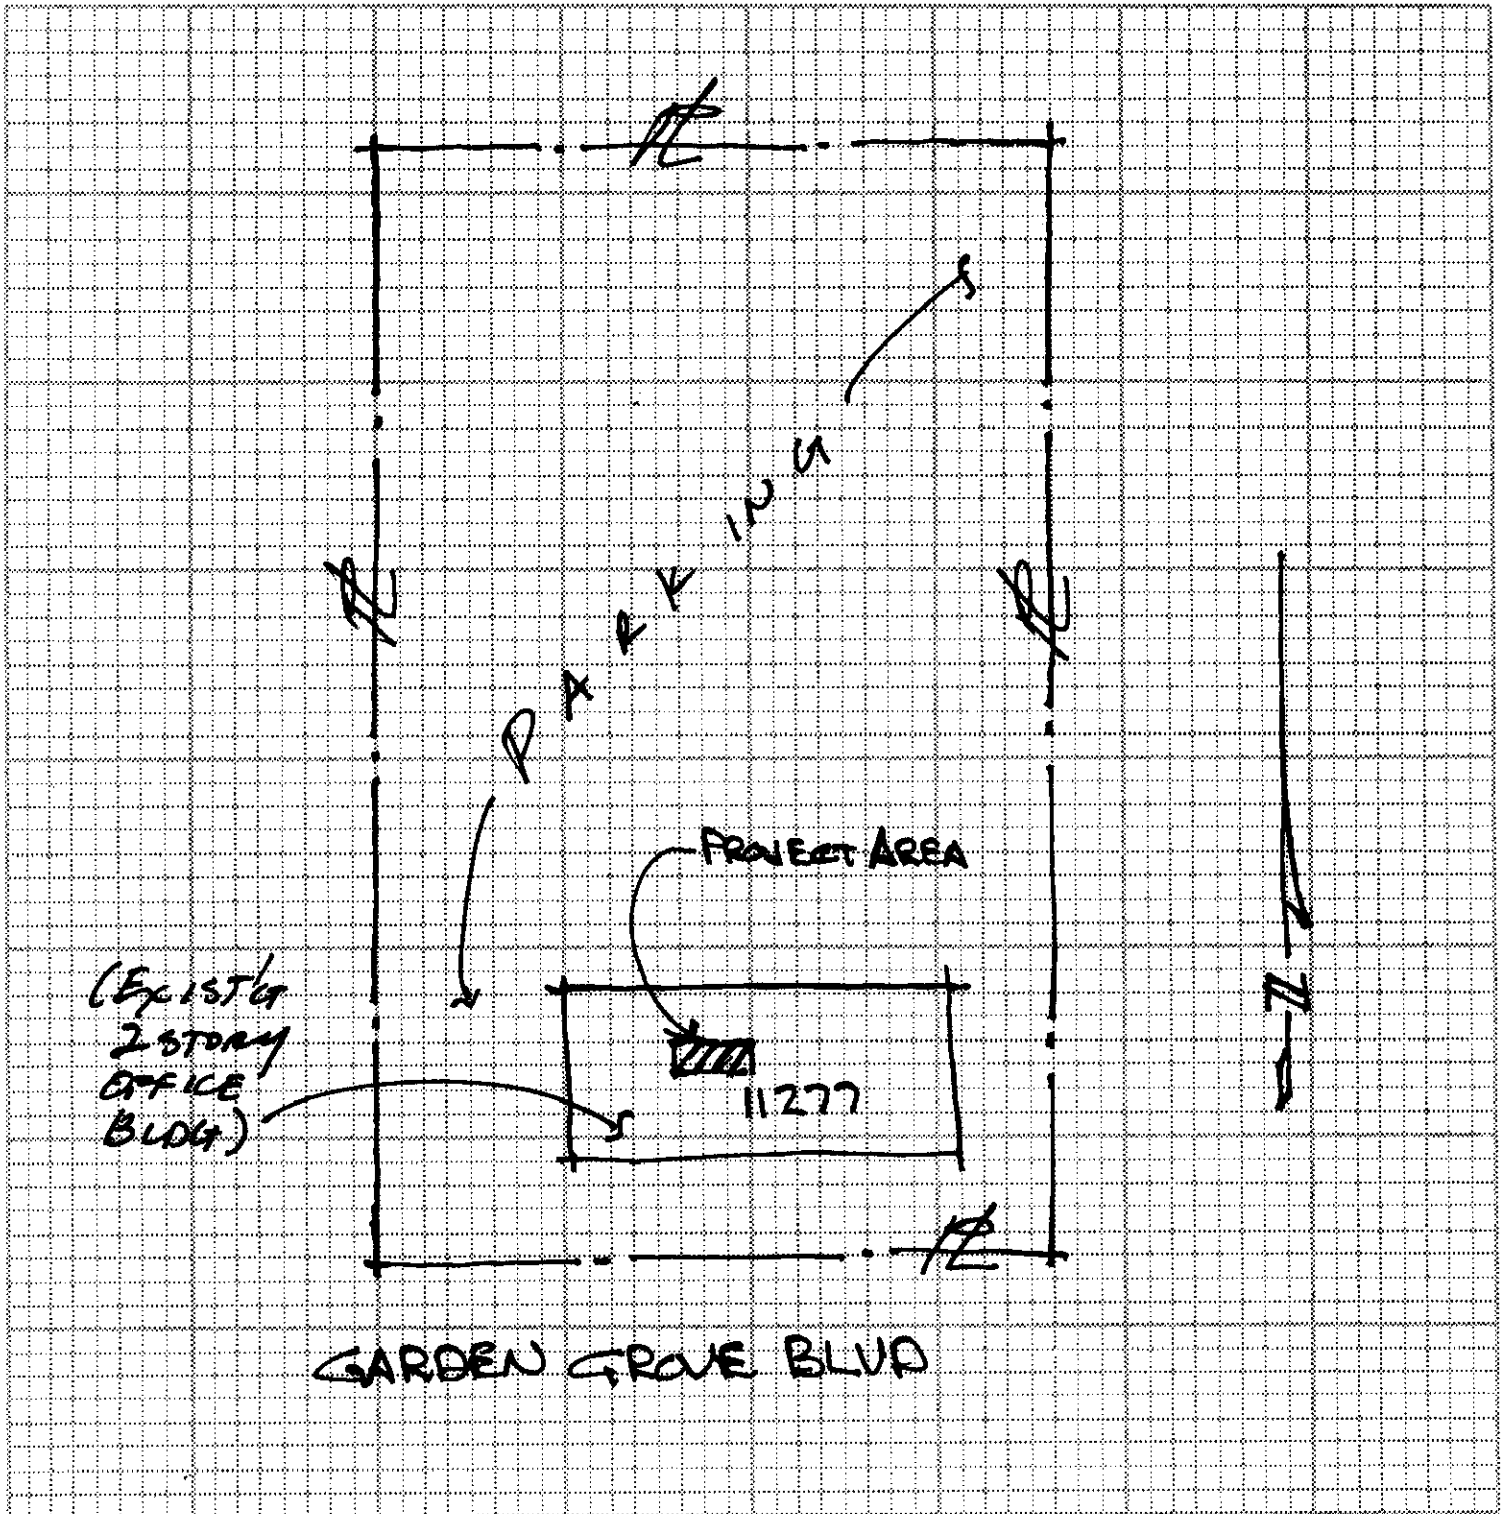 PL
PARKING
PL
PL
PROJECT AREA
(EXIST'G
2 STORY
OFFICE
BLDG)
11277
PL
GARDEN GROVE BLVD
N